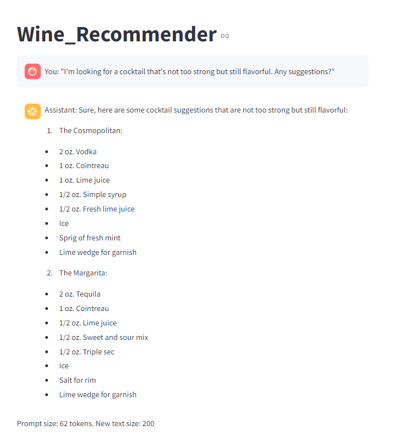 Wine_Recommender
You: "I'm looking for a cocktail that's not too strong but still flavorful. Any suggestions?"
Assistant: Sure, here are some cocktail suggestions that are not too strong but still flavorful:
1. The Cosmopolitan:
• 2 oz. Vodka
• 1 oz. Cointreau
• 1 oz. Lime juice
• 1/2 oz. Simple syrup
• 1/2 oz. Fresh lime juice
• Ice
• Sprig of fresh mint
• Lime wedge for garnish
2. The Margarita:
• 2 oz. Tequila
• 1 oz. Cointreau
• 1/2 oz. Lime juice
• 1/2 oz. Sweet and sour mix
• 1/2 oz. Triple sec
• Ice
• Salt for rim
• Lime wedge for garnish
Prompt size: 62 tokens. New text size: 200